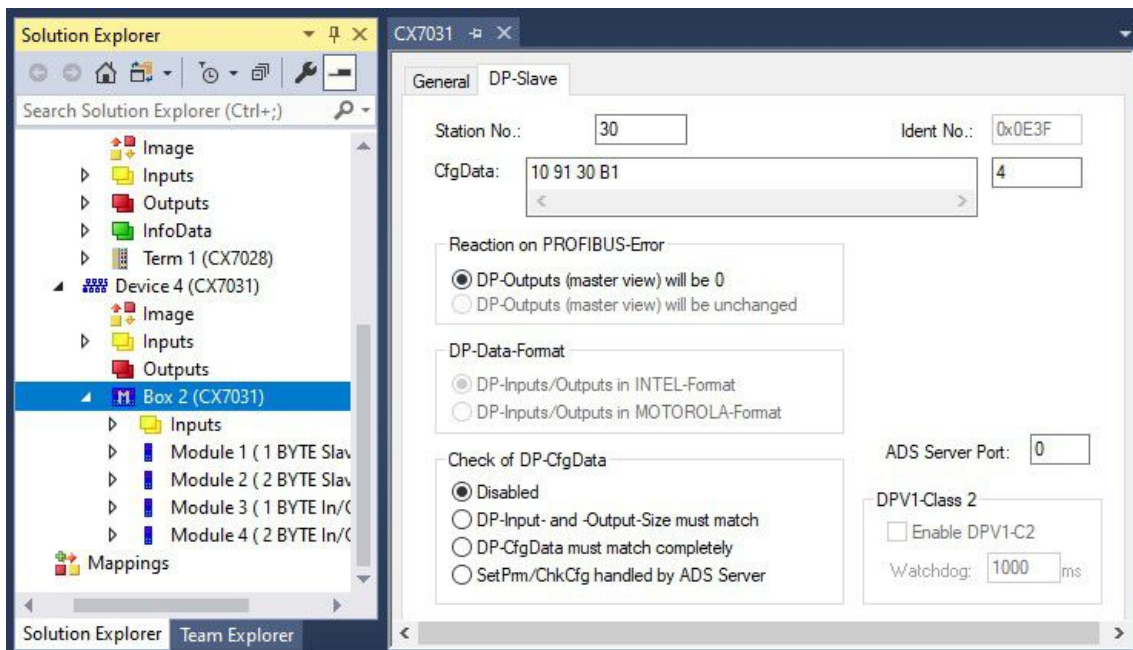 Solution Explorer
Search Solution Explorer (Ctrl+;)
Image
Inputs
Outputs
InfoData
Term 1 (CX7028)
Device 4 (CX7031)
Image
Inputs
Outputs
Box 2 (CX7031)
Inputs
Module 1 ( 1 BYTE Slav
Module 2 ( 2 BYTE Slav
Module 3 ( 1 BYTE In/O
Module 4 ( 2 BYTE In/O
Mappings
Solution Explorer Team Explorer
CX7031
General DP-Slave
Station No.: 30 Ident No.: 0x0E3F
CfgData: 10 91 30 B1 4
Reaction on PROFIBUS-Error
DP-Outputs (master view) will be 0
DP-Outputs (master view) will be unchanged
DP-Data-Format
DP-Inputs/Outputs in INTEL-Format
DP-Inputs/Outputs in MOTOROLA-Format
Check of DP-CfgData
Disabled
DP-Input- and -Output-Size must match
DP-CfgData must match completely
SetPrm/ChkCfg handled by ADS Server
ADS Server Port: 0
DPV1-Class 2
Enable DPV1-C2
Watchdog: 1000 ms